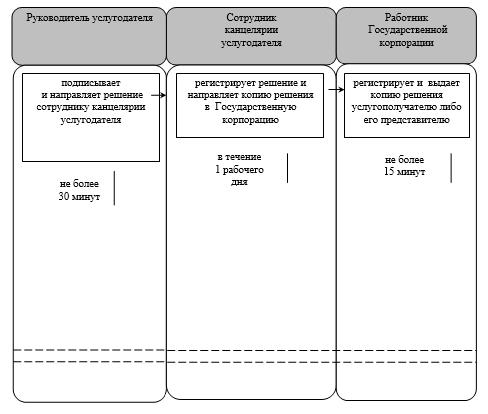 Руководитель услугодателя
Сотрудник
канцелярии
услугодателя
Работник
Государственной
корпорации
подписывает
и направляет решение
сотруднику канцелярии
услугодателя
регистрирует решение и
направляет копию решения
в Государственную
корпорацию
регистрирует и выдает
копию решения
услугополучателю либо
его представителю
не более
30 минут
в течение
1 рабочего
дня
не более
15 минут